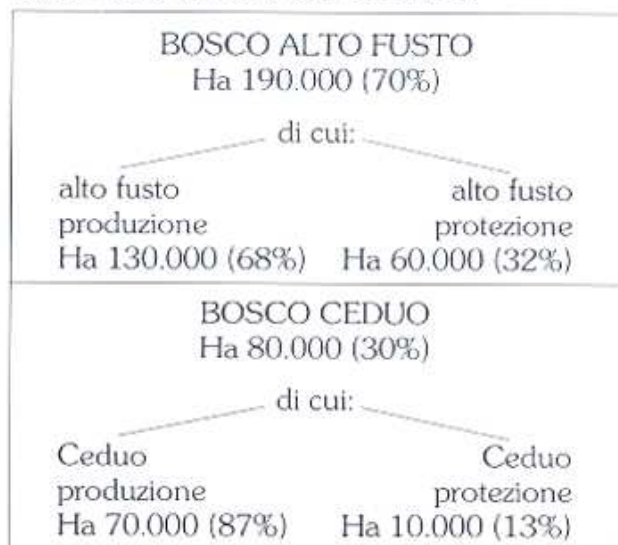 BOSCO ALTO FUSTO
Ha 190.000 (70%)
di cui:
alto fusto
produzione
Ha 130.000 (68%)
alto fusto
protezione
Ha 60.000 (32%)
BOSCO CEDUO
Ha 80.000 (30%)
di cui:
Ceduo
produzione
Ha 70.000 (87%)
Ceduo
protezione
Ha 10.000 (13%)